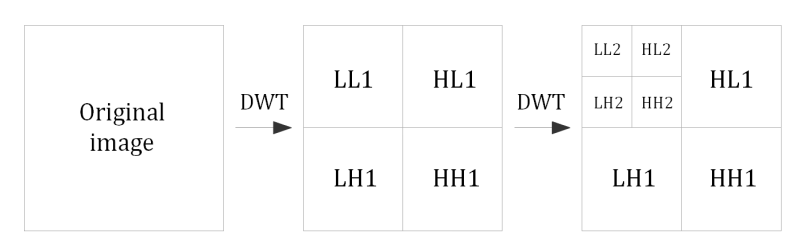 Original
image
DWT
LL1 HL1
LH1 HH1
DWT
LL2 HL2
LH2 HH2
HL1
LH1 HH1